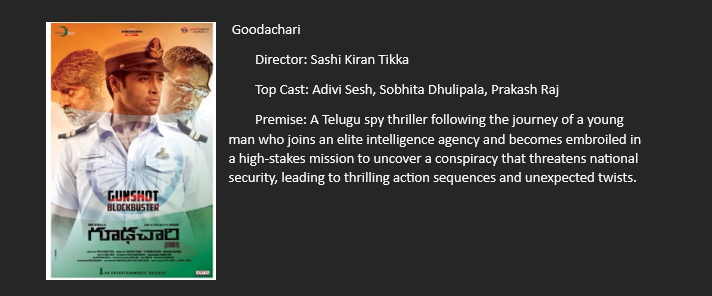 Goodachari
Director: Sashi Kiran Tikka
Top Cast: Adivi Sesh, Sobhita Dhulipala, Prakash Raj
Premise: A Telugu spy thriller following the journey of a young
man who joins an elite intelligence agency and becomes embroiled in
a high-stakes mission to uncover a conspiracy that threatens national
security, leading to thrilling action sequences and unexpected twists.
GUNSHOT
BLOCKBUSTER
గూఢచారి